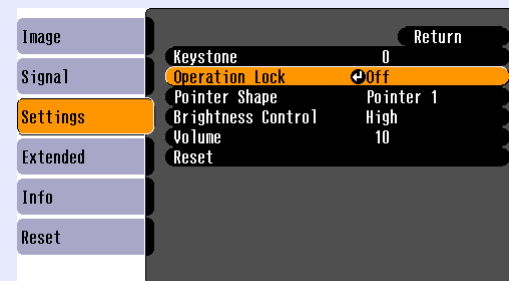 Image
Signal
Settings
Extended
Info
Reset
Return
Keystone 0
Operation Lock Off
Pointer Shape Pointer 1
Brightness Control High
Volume 10
Reset